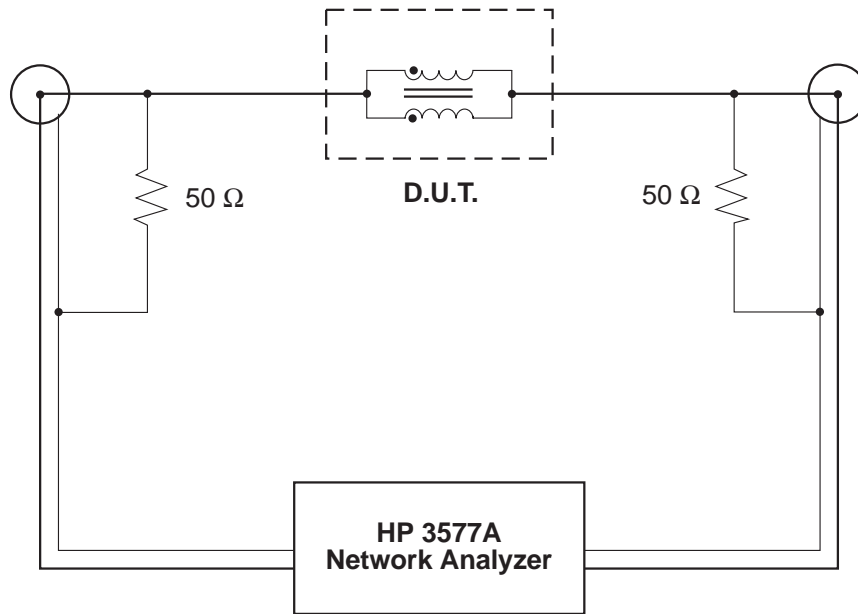 D.U.T.
50 Ω
50 Ω
HP 3577A
Network Analyzer